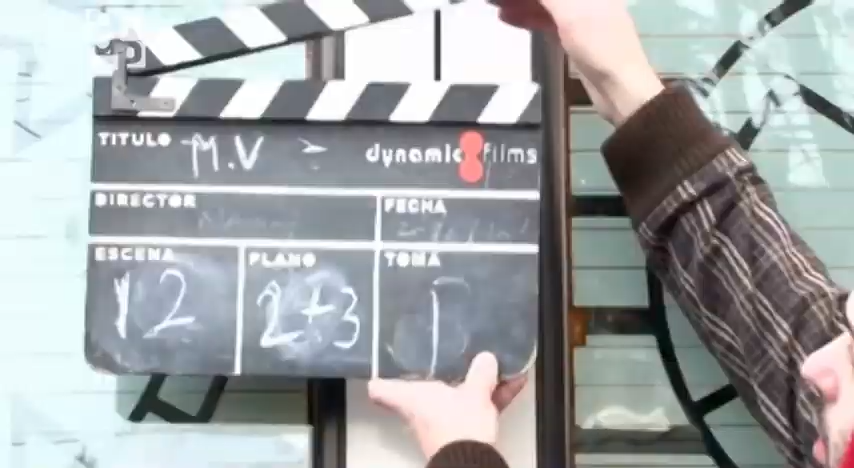 TITULO M.V dynamic films
DIRECTOR FECHA
ESCENA PLANO TOMA
12 2+3 1